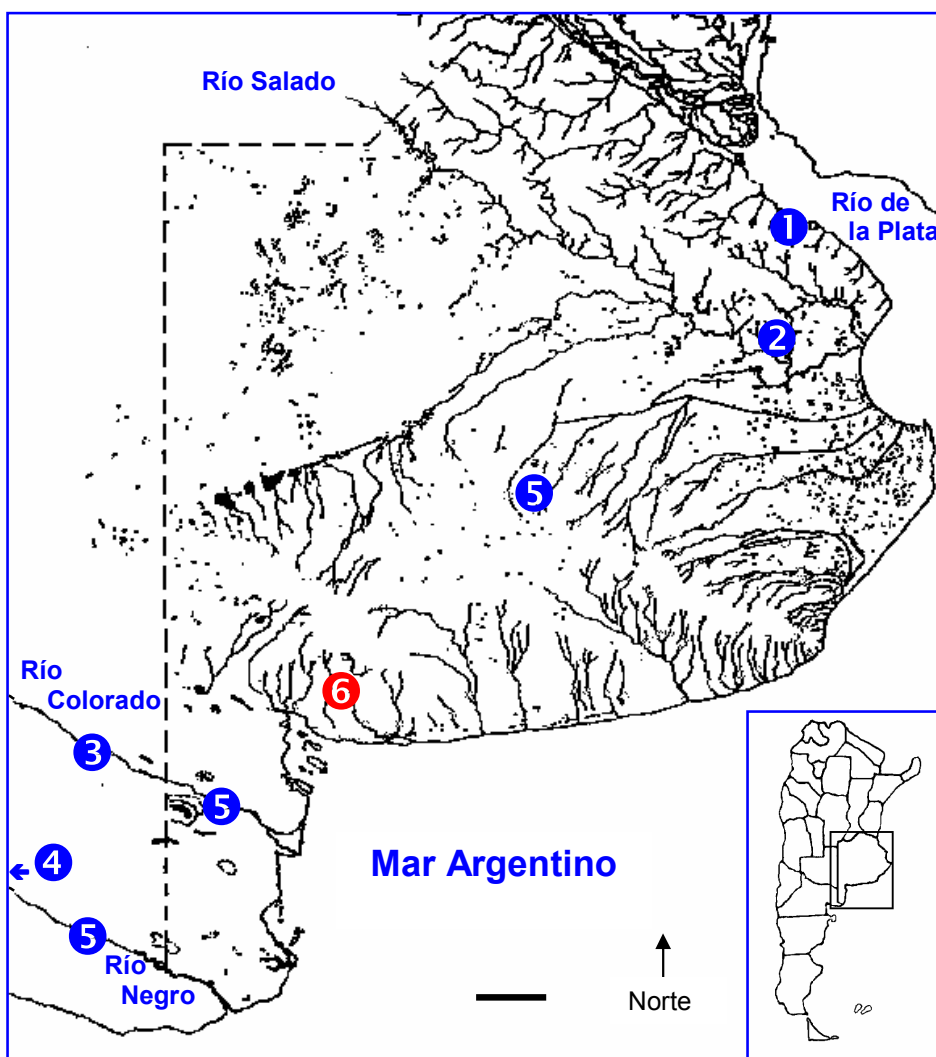 Río Salado
Río de
la Plata
1
2
5
6
Río
Colorado
3
5
4
5
Río
Negro
Mar Argentino
Norte